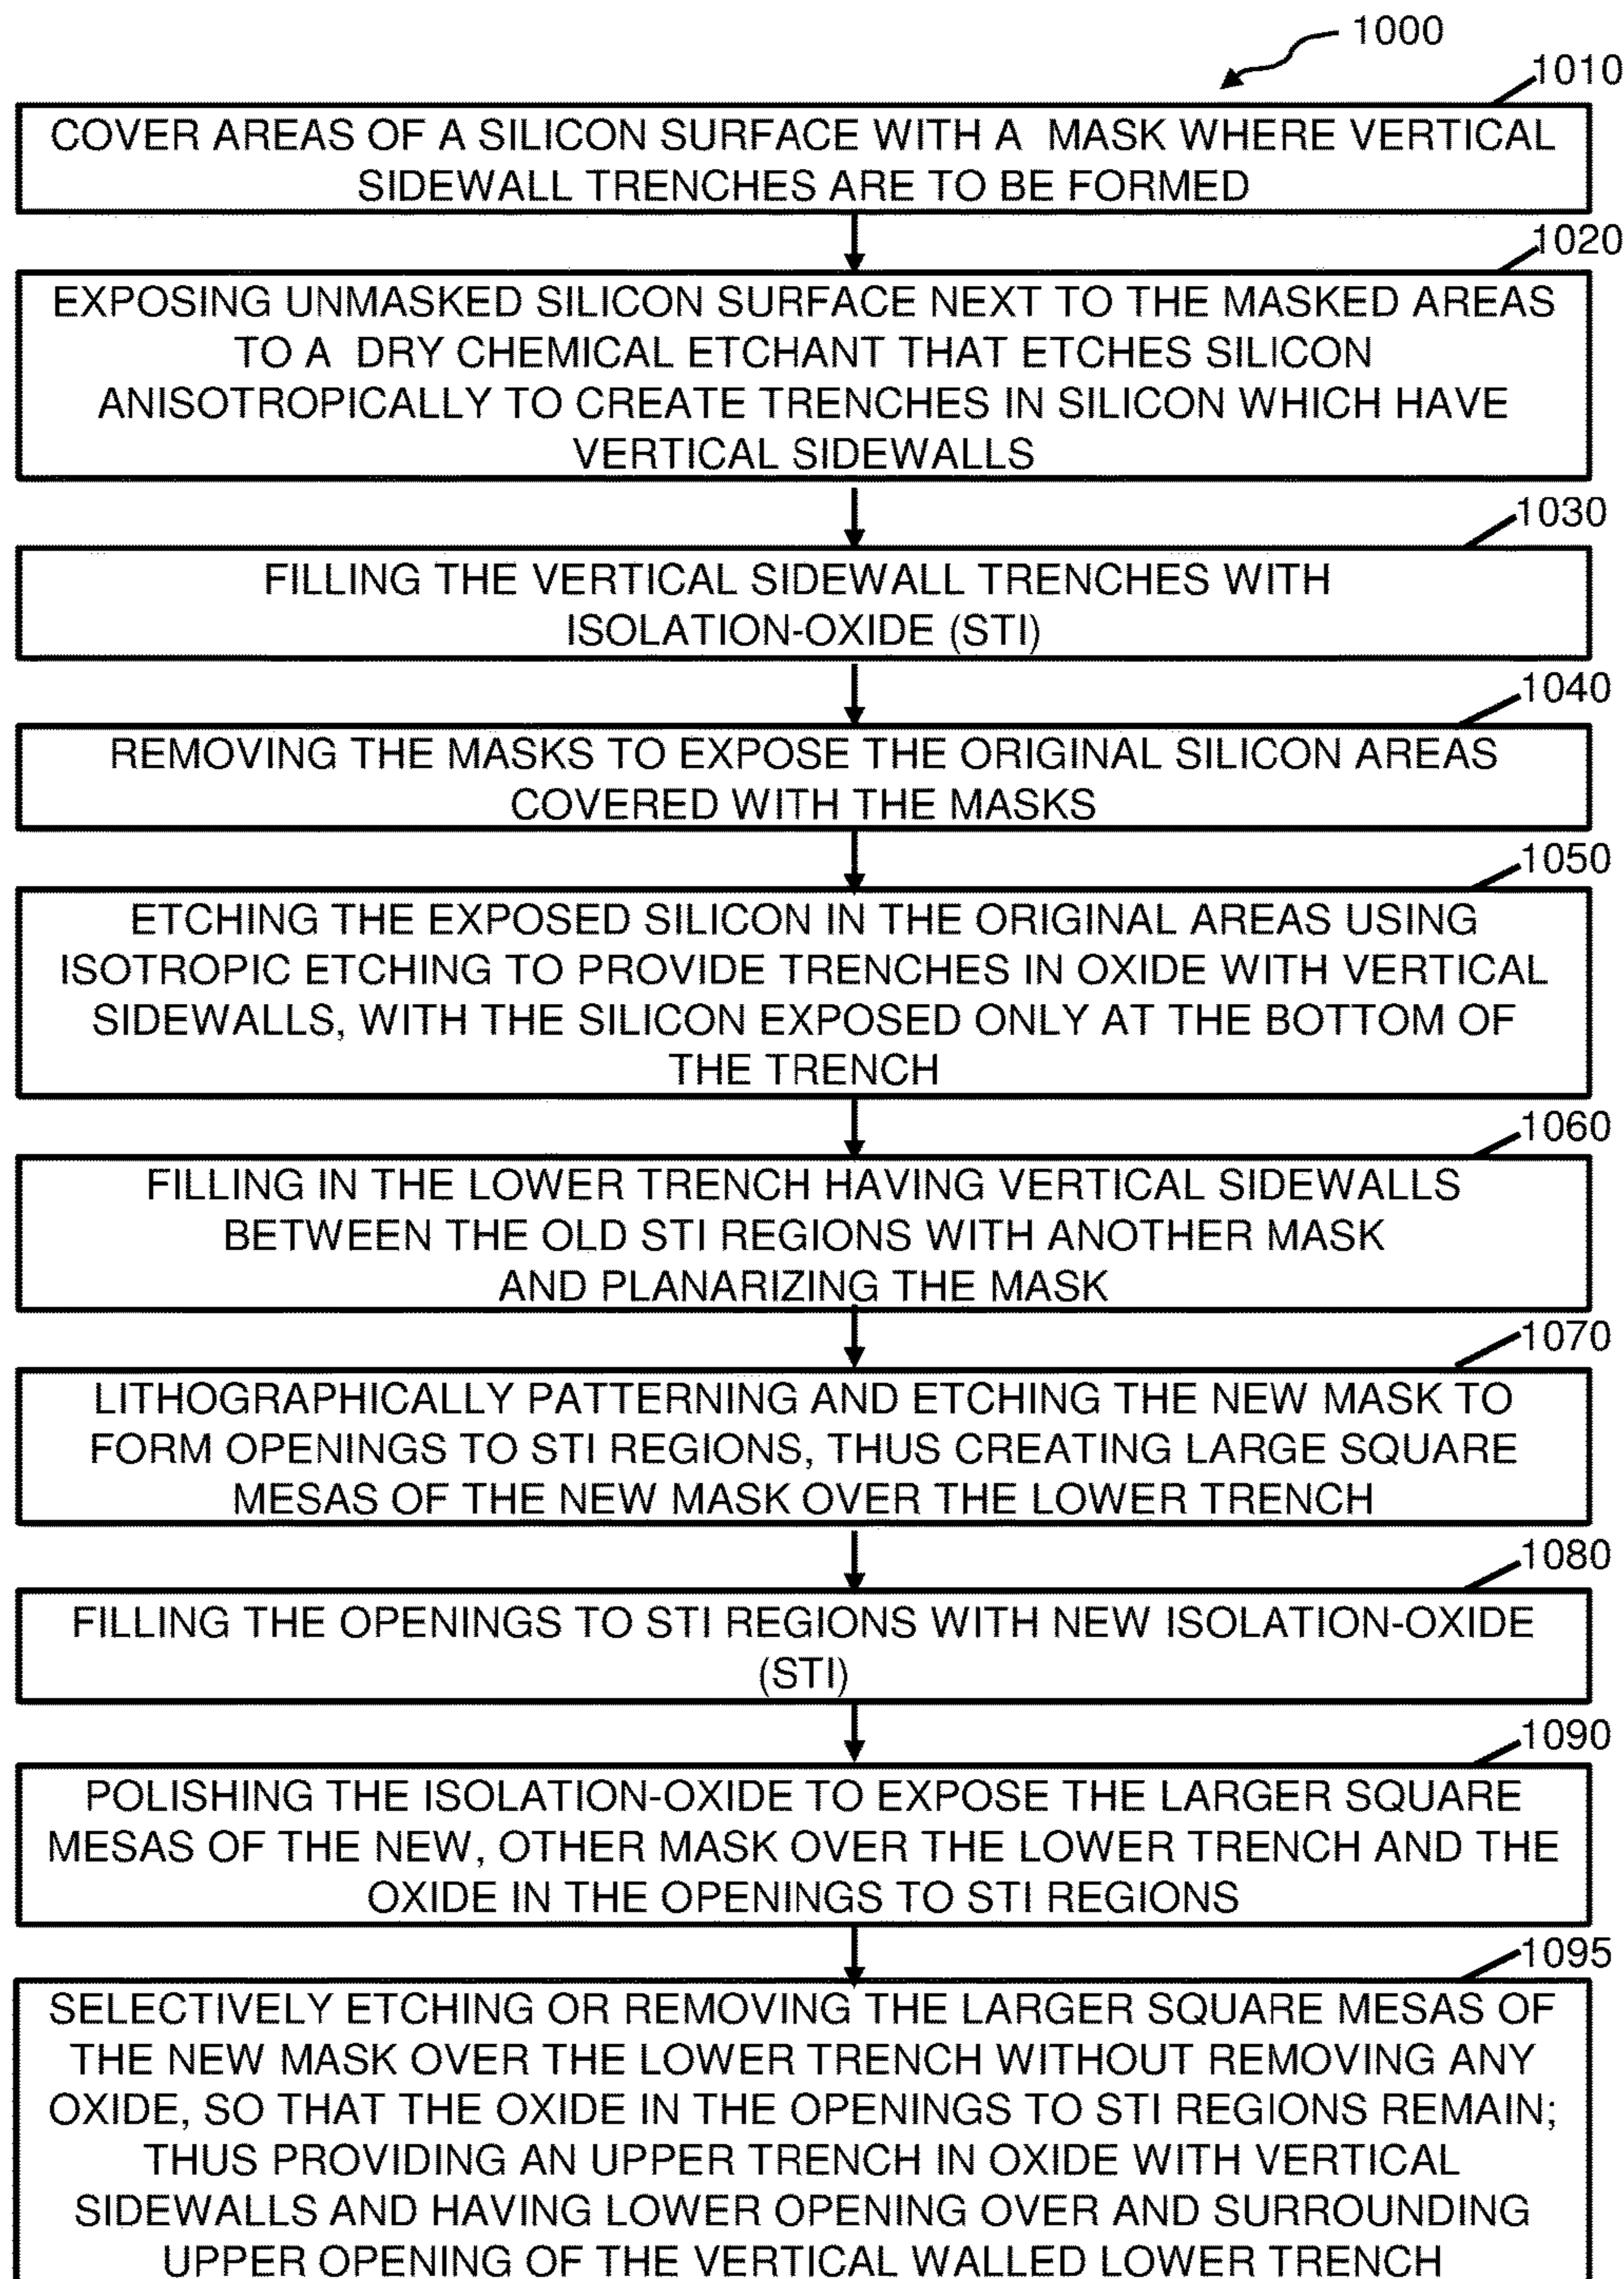 1000
1010
COVER AREAS OF A SILICON SURFACE WITH A MASK WHERE VERTICAL
SIDEWALL TRENCHES ARE TO BE FORMED
1020
EXPOSING UNMASKED SILICON SURFACE NEXT TO THE MASKED AREAS
TO A DRY CHEMICAL ETCHANT THAT ETCHES SILICON
ANISOTROPICALLY TO CREATE TRENCHES IN SILICON WHICH HAVE
VERTICAL SIDEWALLS
1030
FILLING THE VERTICAL SIDEWALL TRENCHES WITH
ISOLATION-OXIDE (STI)
1040
REMOVING THE MASKS TO EXPOSE THE ORIGINAL SILICON AREAS
COVERED WITH THE MASKS
1050
ETCHING THE EXPOSED SILICON IN THE ORIGINAL AREAS USING
ISOTROPIC ETCHING TO PROVIDE TRENCHES IN OXIDE WITH VERTICAL
SIDEWALLS, WITH THE SILICON EXPOSED ONLY AT THE BOTTOM OF
THE TRENCH
1060
FILLING IN THE LOWER TRENCH HAVING VERTICAL SIDEWALLS
BETWEEN THE OLD STI REGIONS WITH ANOTHER MASK
AND PLANARIZING THE MASK
1070
LITHOGRAPHICALLY PATTERNING AND ETCHING THE NEW MASK TO
FORM OPENINGS TO STI REGIONS, THUS CREATING LARGE SQUARE
MESAS OF THE NEW MASK OVER THE LOWER TRENCH
1080
FILLING THE OPENINGS TO STI REGIONS WITH NEW ISOLATION-OXIDE
(STI)
1090
POLISHING THE ISOLATION-OXIDE TO EXPOSE THE LARGER SQUARE
MESAS OF THE NEW, OTHER MASK OVER THE LOWER TRENCH AND THE
OXIDE IN THE OPENINGS TO STI REGIONS
1095
SELECTIVELY ETCHING OR REMOVING THE LARGER SQUARE MESAS OF
THE NEW MASK OVER THE LOWER TRENCH WITHOUT REMOVING ANY
OXIDE, SO THAT THE OXIDE IN THE OPENINGS TO STI REGIONS REMAIN;
THUS PROVIDING AN UPPER TRENCH IN OXIDE WITH VERTICAL
SIDEWALLS AND HAVING LOWER OPENING OVER AND SURROUNDING
UPPER OPENING OF THE VERTICAL WALLED LOWER TRENCH